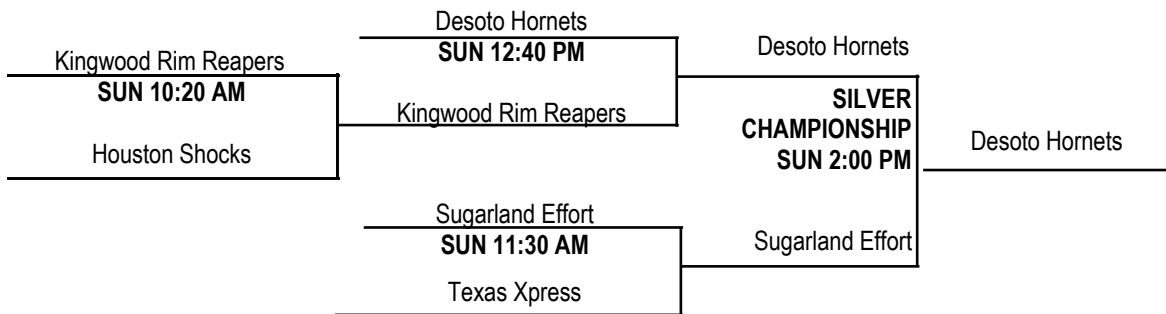 Desoto Hornets
SUN 12:40 PM
Desoto Hornets
Kingwood Rim Reapers
SUN 10:20 AM
Kingwood Rim Reapers
SILVER
CHAMPIONSHIP
SUN 2:00 PM
Desoto Hornets
Houston Shocks
Sugarland Effort
SUN 11:30 AM
Sugarland Effort
Texas Xpress